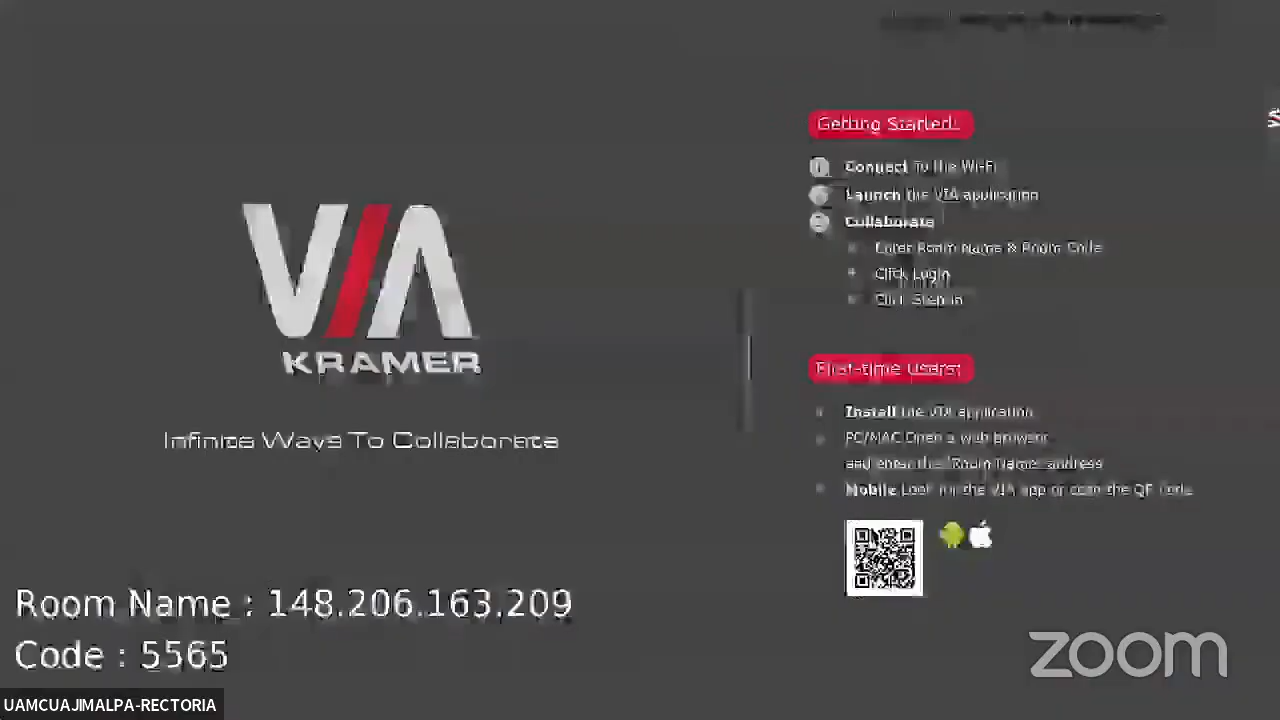 Getting Started!
1 Connect To the Wi-Fi
Launch the VIA application
Collaborate
Enter Room Name & Room Code
Click Login
Click Step In
VIA
KRAMER
Infinite Ways To Collaborate
First-time Users:
Install the VIA application
PC/MAC Open a web browser
and enter the Room Name address
Mobile Look for the VIA app or scan the QR Code
Room Name : 148.206.163.209
Code : 5565
zoom
UAMCUAJIMALPA-RECTORIA